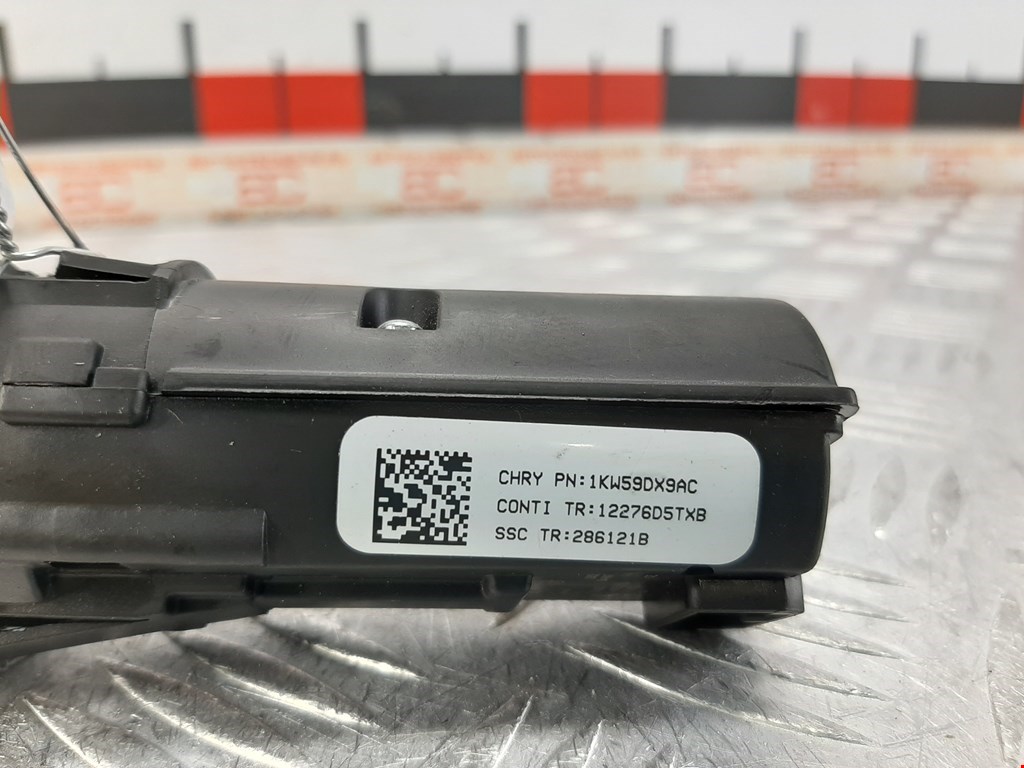 CHRY PN:1KW59DX9AC
CONTI TR:12276D5TXB
SSC TR:286121B